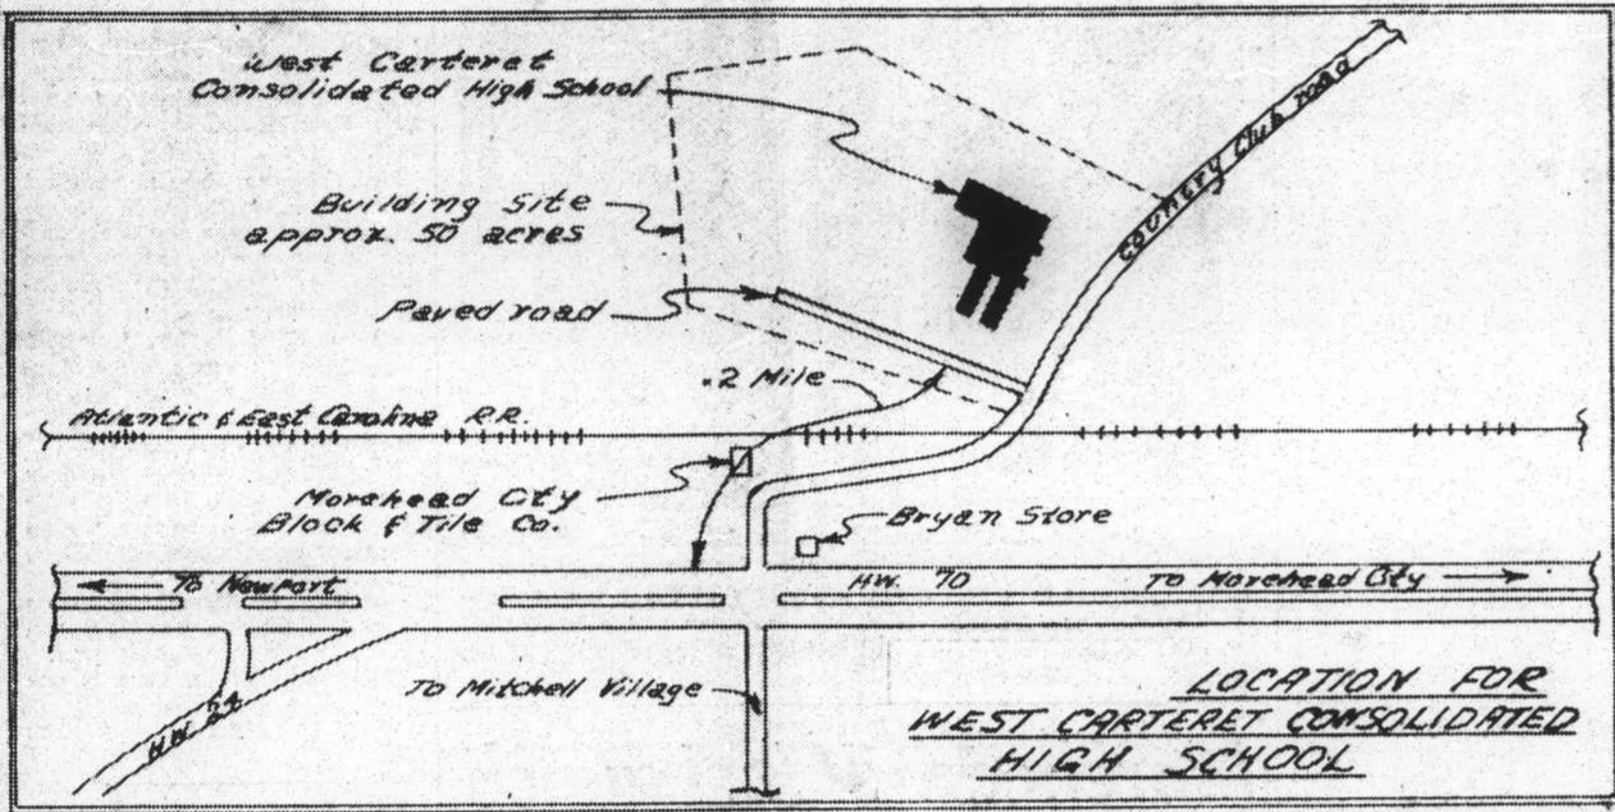 West Carteret
Consolidated High School
Building Site
approx. 50 acres
Paved road
.2 Mile
Country Club road
Atlantic & East Carolina R.R.
Morehead City
Block & Tile Co.
Bryan Store
To Newport
HW. 70
To Morehead City
HW 24
To Mitchell Village
LOCATION FOR
WEST CARTERET CONSOLIDATED
HIGH SCHOOL